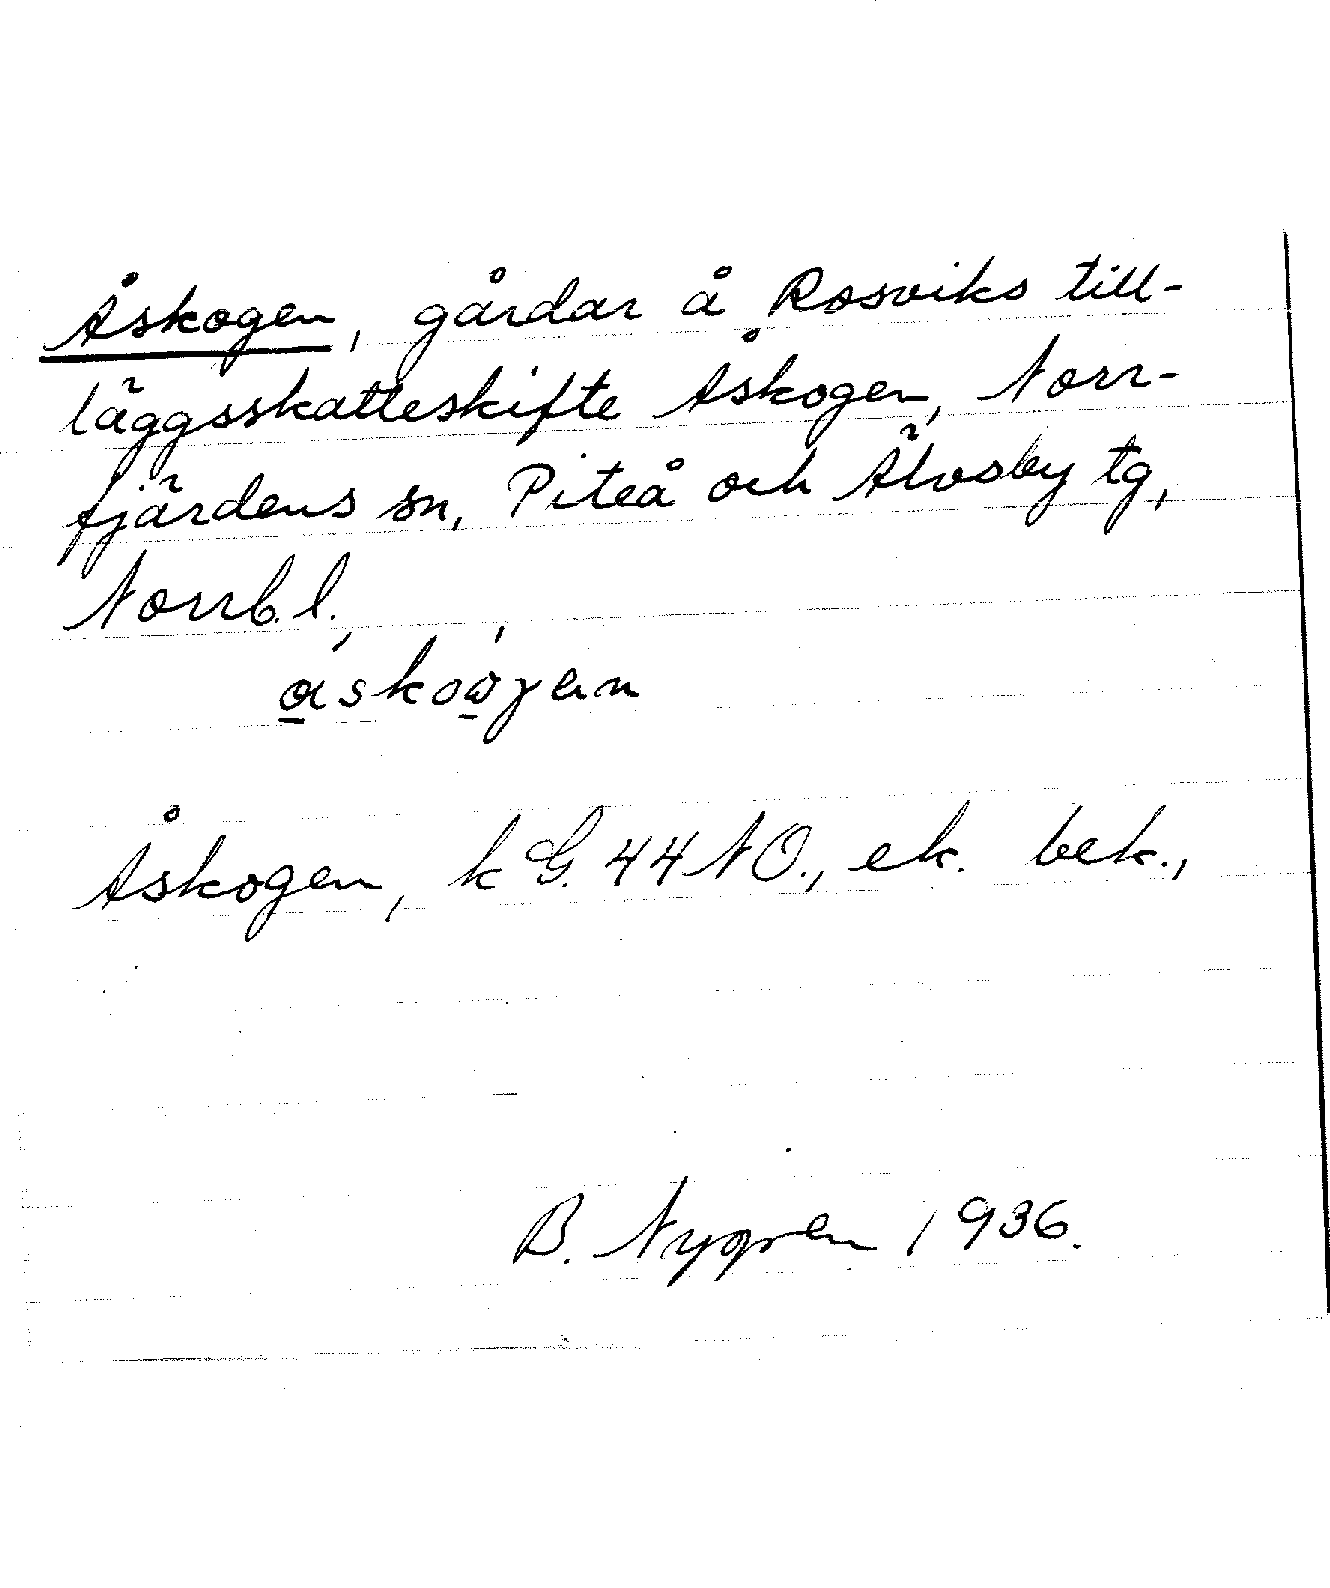 Åskogen, gårdar å Rosviks till-
läggsskatteskifte Åskogen, Norr-
fjärdens sn, Piteå och Älvsby tg,
Norrb. l.
Åskogen, k G. 44 NO., ek. bek.,
B. Nygren 1936.